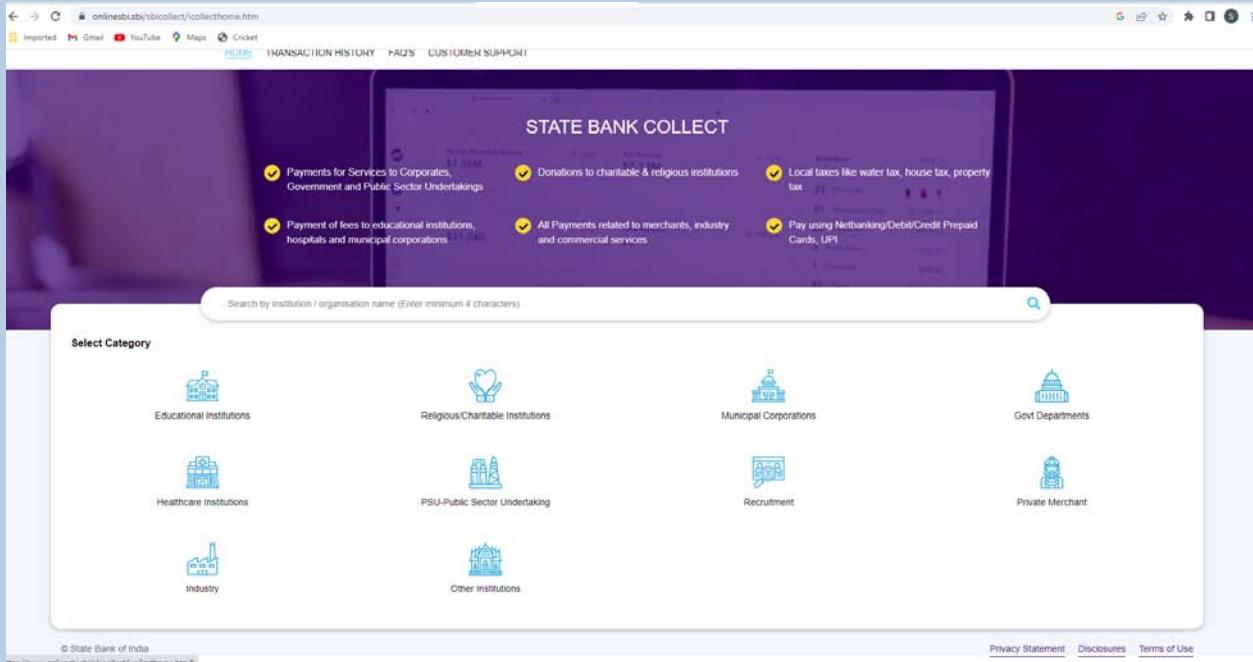 onlinesbi.sbi/sbicollect/icollecthome.htm
Imported Gmail YouTube Maps Cricket
HOME TRANSACTION HISTORY FAQ'S CUSTOMER SUPPORT
STATE BANK COLLECT
Payments for Services to Corporates,
Government and Public Sector Undertakings
Donations to charitable & religious institutions
Local taxes like water tax, house tax, property
tax
Payment of fees to educational institutions,
hospitals and municipal corporations
All Payments related to merchants, industry
and commercial services
Pay using Netbanking/Debit/Credit Prepaid
Cards, UPI
Search by institution / organisation name (Enter minimum 4 characters)
Select Category
Educational Institutions
Religious/Charitable Institutions
Municipal Corporations
Govt Departments
Healthcare Institutions
PSU-Public Sector Undertaking
Recruitment
Private Merchant
Industry
Other Institutions
© State Bank of India
Privacy Statement Disclosures Terms of Use